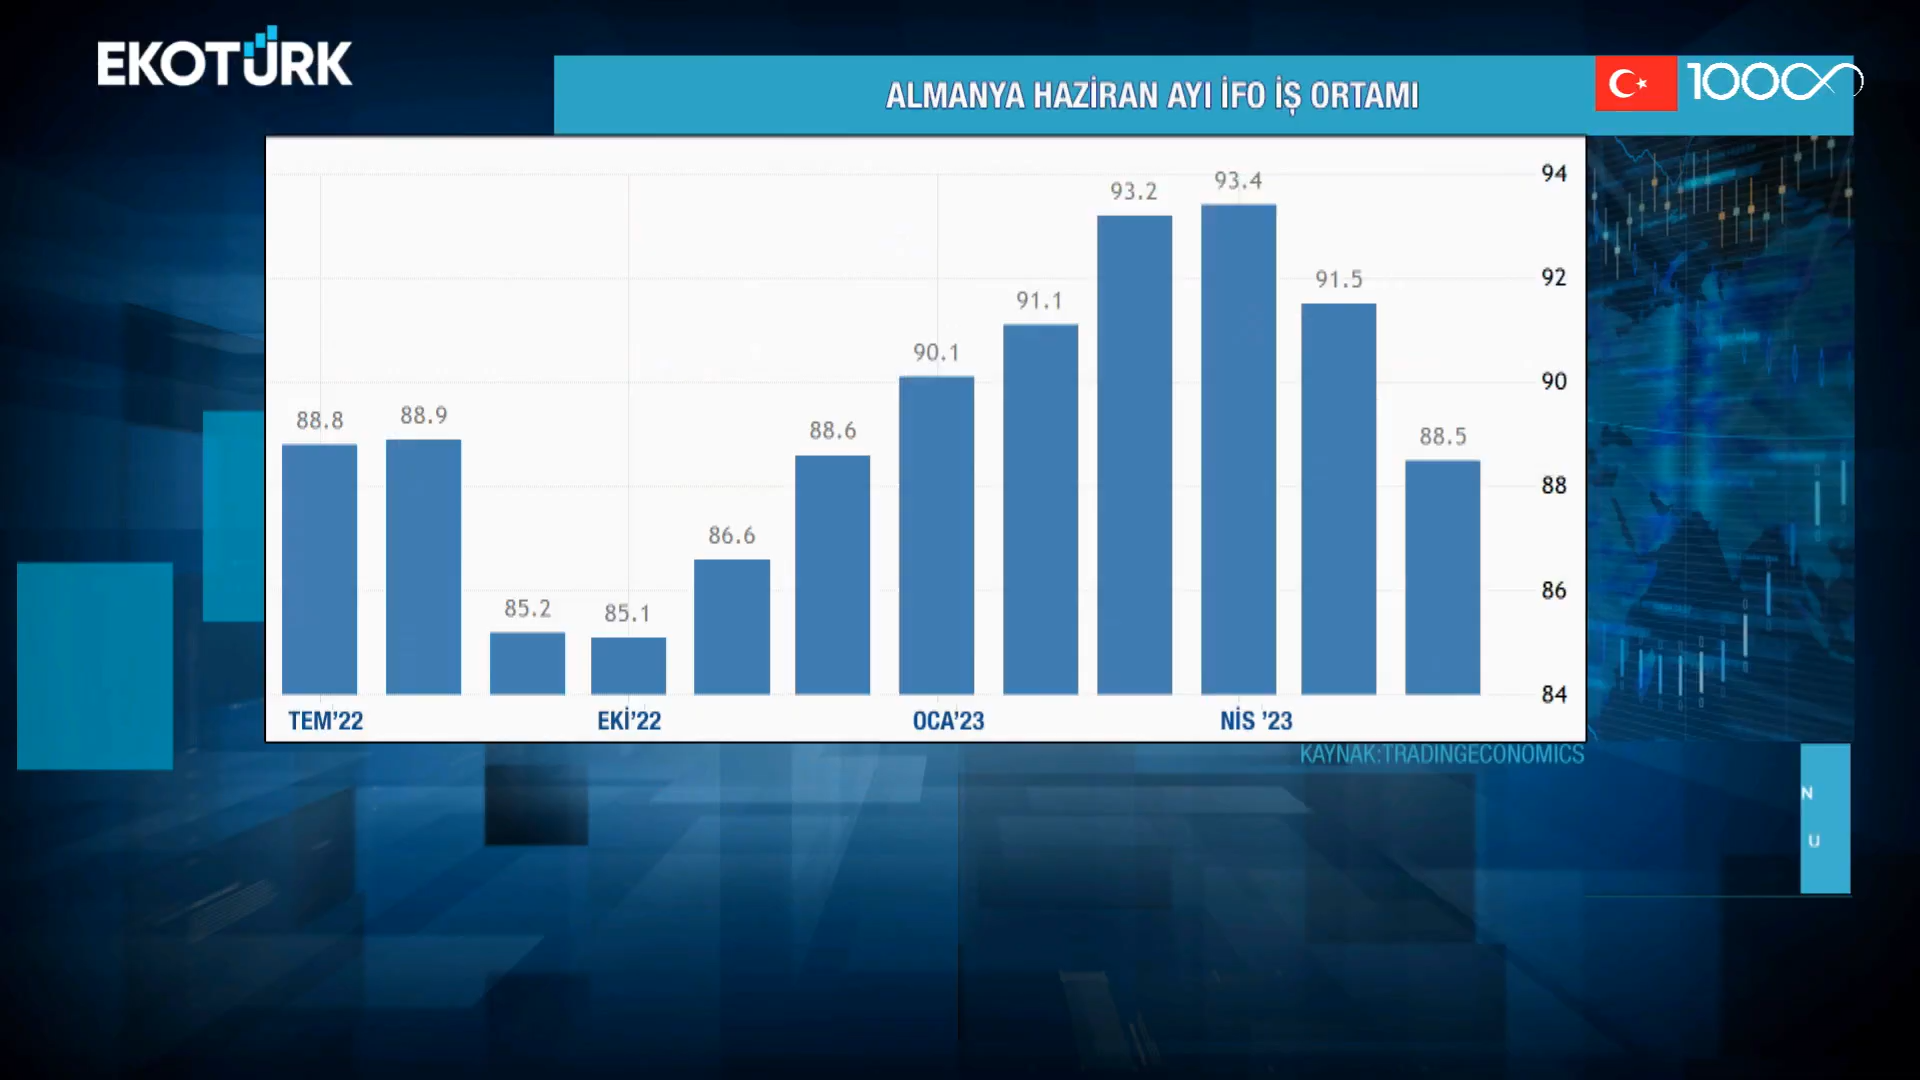 EKOTÜRK
ALMANYA HAZİRAN AYI İFO İŞ ORTAMI
100
94
92
90
88
86
84
88.8
88.9
85.2
85.1
86.6
88.6
90.1
91.1
93.2
93.4
91.5
88.5
TEM'22
EKİ'22
OCA'23
NİS '23
KAYNAK:TRADINGECONOMICS
N
U